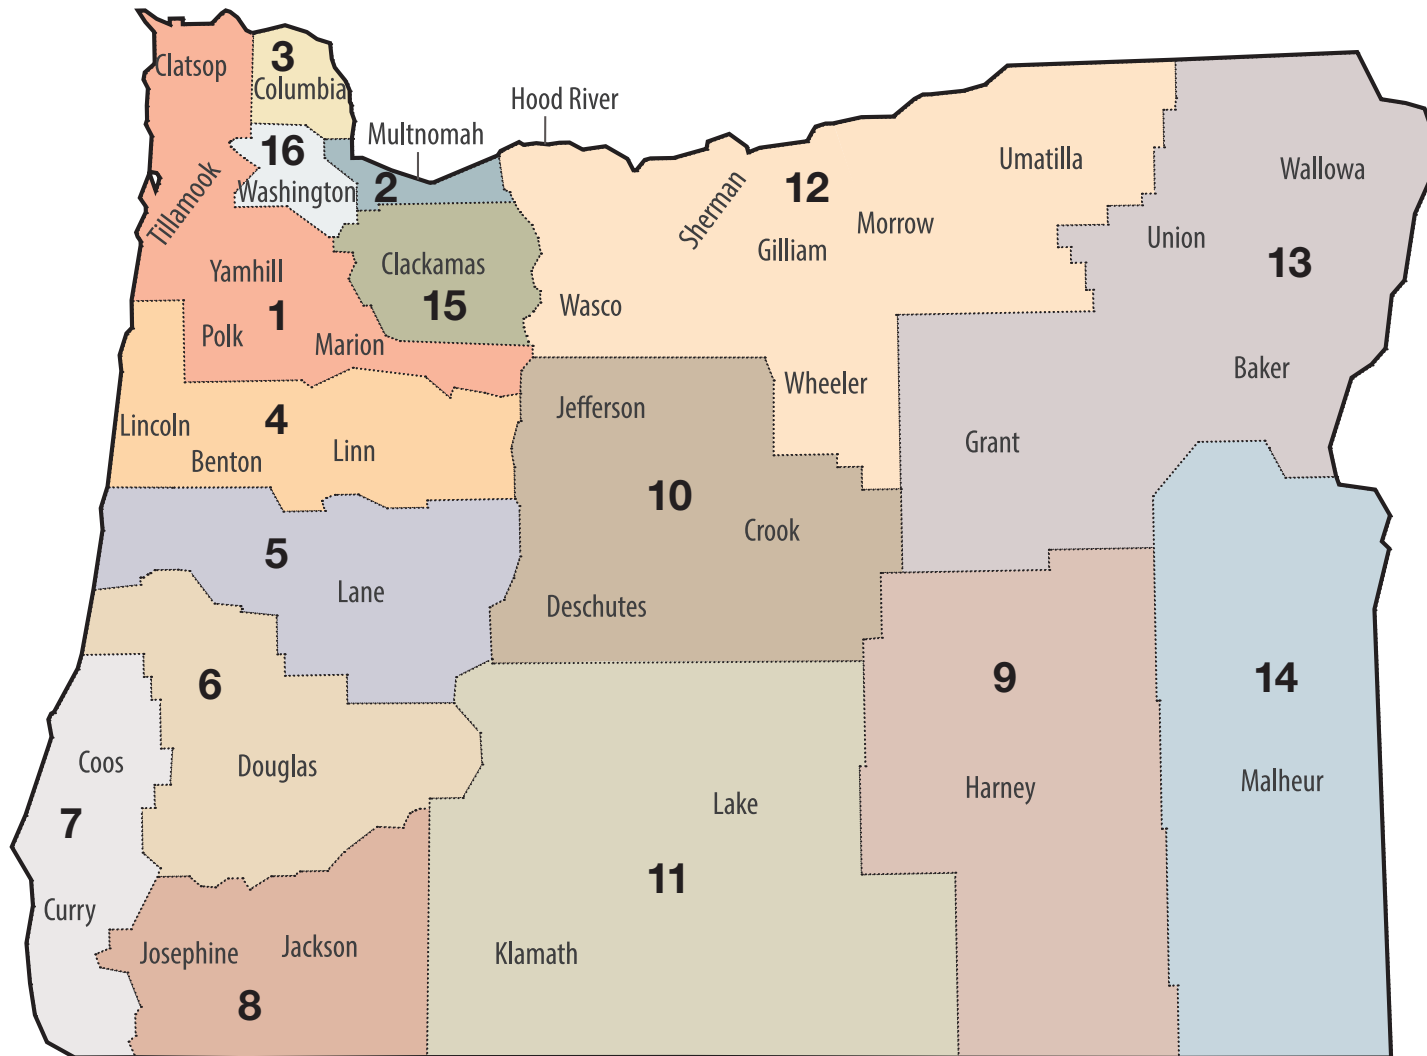 3
Clatsop
Columbia
Hood River
Multnomah
16
Washington
2
Tillamook
Sherman
12
Umatilla
Wallowa
Morrow
Gilliam
Union
13
Yamhill
Clackamas
15
Wasco
1
Polk
Marion
Wheeler
Baker
Jefferson
Lincoln
4
Benton
Linn
Grant
10
Crook
5
Lane
Deschutes
6
9
14
Coos
Douglas
Harney
Malheur
Lake
7
11
Curry
Josephine
Jackson
Klamath
8